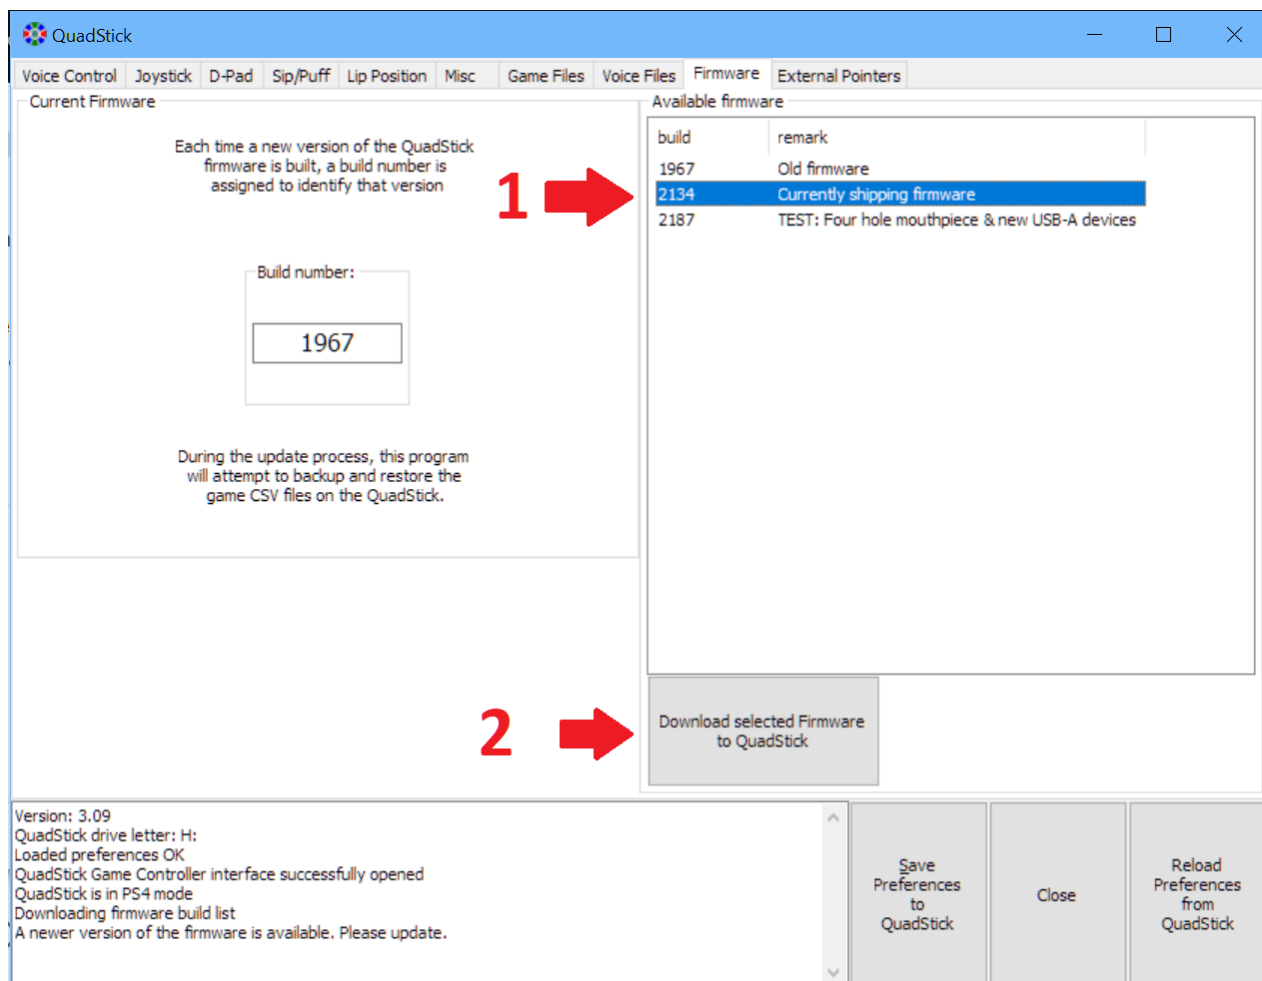 QuadStick
Voice Control Joystick D-Pad Sip/Puff Lip Position Misc Game Files Voice Files Firmware External Pointers
Current Firmware
Each time a new version of the QuadStick
firmware is built, a build number is
assigned to identify that version
Build number:
1967
During the update process, this program
will attempt to backup and restore the
game CSV files on the QuadStick.
Available firmware
build remark
1967 Old firmware
1
2134 Currently shipping firmware
2187 TEST: Four hole mouthpiece & new USB-A devices
2
Download selected Firmware
to QuadStick
Version: 3.09
QuadStick drive letter: H:
Loaded preferences OK
QuadStick Game Controller interface successfully opened
QuadStick is in PS4 mode
Downloading firmware build list
A newer version of the firmware is available. Please update.
Save
Preferences
to
QuadStick
Close
Reload
Preferences
from
QuadStick